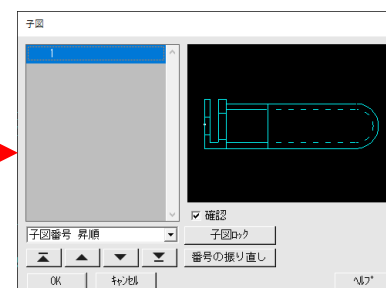 子図
1
確認
子図番号 昇順
子図ﾛｯｸ
番号の振り直し
OK
ｷｬﾝｾﾙ
ﾍﾙﾌﾟ